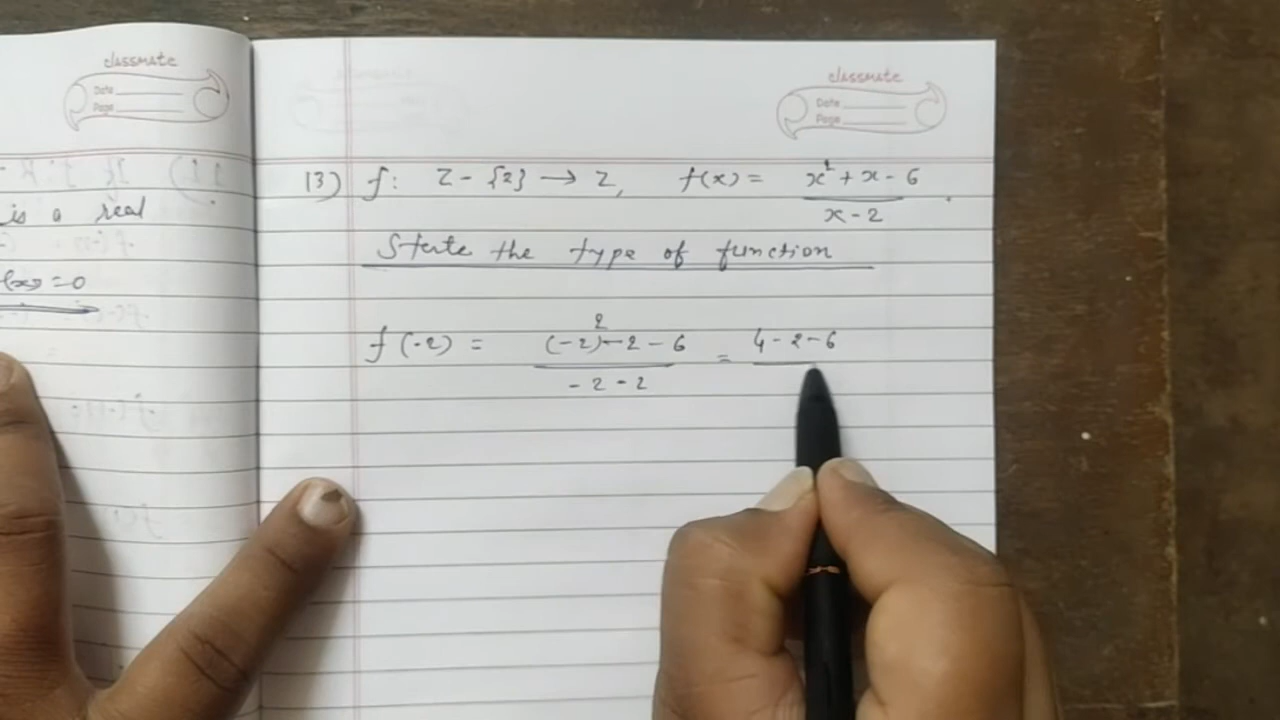 classmate
Date
Page
is a real
f(x) = 0
classmate
Date
Page
13) f: Z - {2} → Z, f(x) = x² + x - 6
x - 2
State the type of function
f(-2) = (-2)² - 2 - 6 = 4 - 2 - 6
-2 - 2